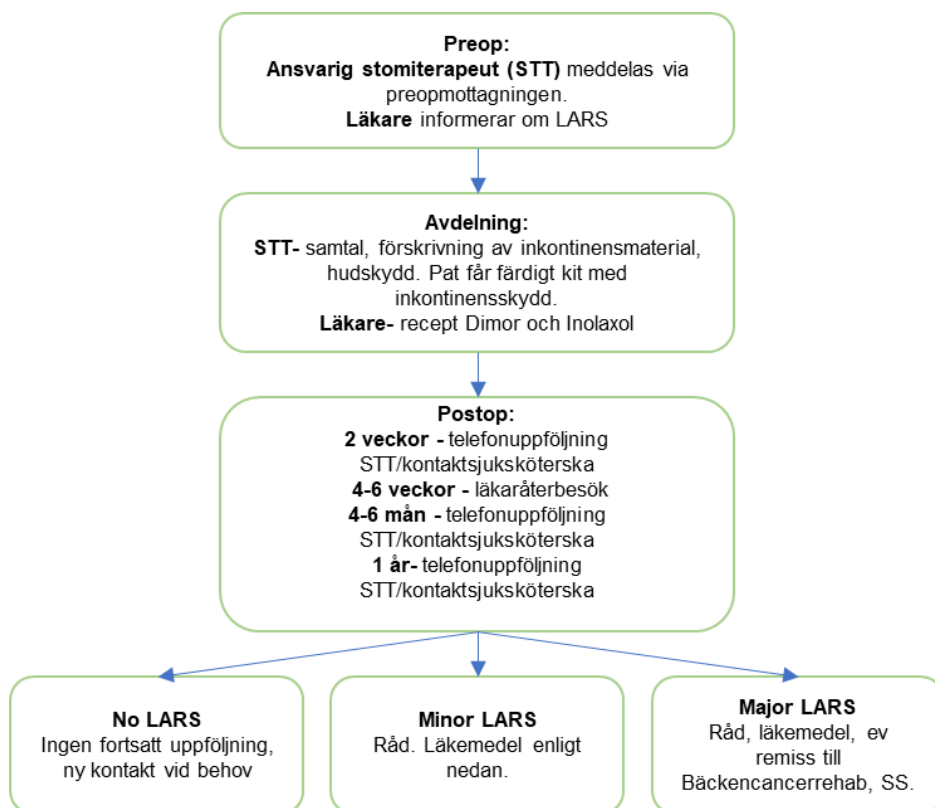 Preop:
Ansvarig stomiterapeut (STT) meddelas via
preopmottagningen.
Läkare informerar om LARS
Avdelning:
STT- samtal, förskrivning av inkontinensmaterial,
hudskydd. Pat får färdigt kit med
inkontinensskydd.
Läkare- recept Dimor och Inolaxol
Postop:
2 veckor - telefonuppföljning
STT/kontaktsjuksköterska
4-6 veckor - läkaråterbesök
4-6 mån - telefonuppföljning
STT/kontaktsjuksköterska
1 år- telefonuppföljning
STT/kontaktsjuksköterska
No LARS
Ingen fortsatt uppföljning,
ny kontakt vid behov
Minor LARS
Råd. Läkemedel enligt
nedan.
Major LARS
Råd, läkemedel, ev
remiss till
Bäckencancerrehab, SS.